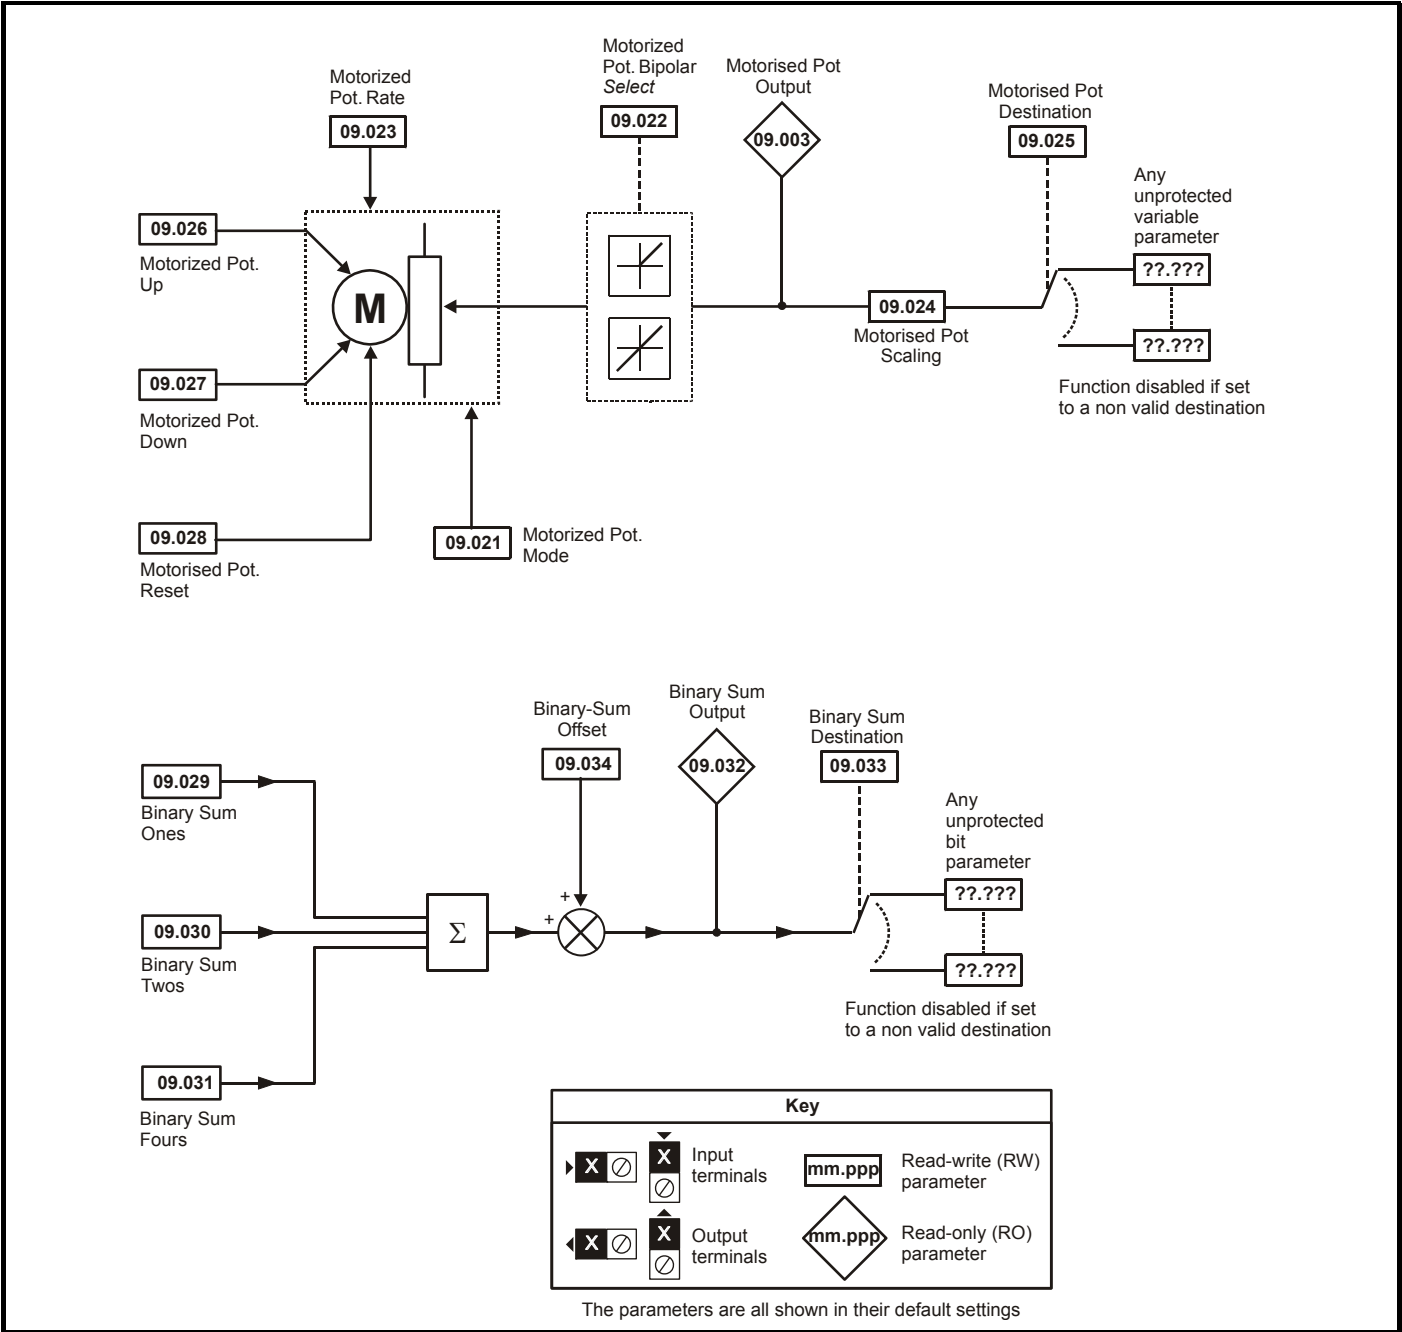 Motorized
Pot. Rate
09.023
Motorized
Pot. Bipolar
Select
09.022
Motorised Pot
Output
09.003
Motorised Pot
Destination
09.025
Any
unprotected
variable
parameter
??.???
??.???
Function disabled if set
to a non valid destination
09.026
Motorized Pot.
Up
M
09.024
Motorised Pot
Scaling
09.027
Motorized Pot.
Down
09.028
Motorised Pot.
Reset
09.021
Motorized Pot.
Mode
Binary-Sum
Offset
09.034
Binary Sum
Output
09.032
Binary Sum
Destination
09.033
Any
unprotected
bit
parameter
??.???
??.???
Function disabled if set
to a non valid destination
09.029
Binary Sum
Ones
09.030
Binary Sum
Twos
Σ
+
+
09.031
Binary Sum
Fours
Key
X
X
Input
terminals
mm.ppp
Read-write (RW)
parameter
X
X
Output
terminals
mm.ppp
Read-only (RO)
parameter
The parameters are all shown in their default settings